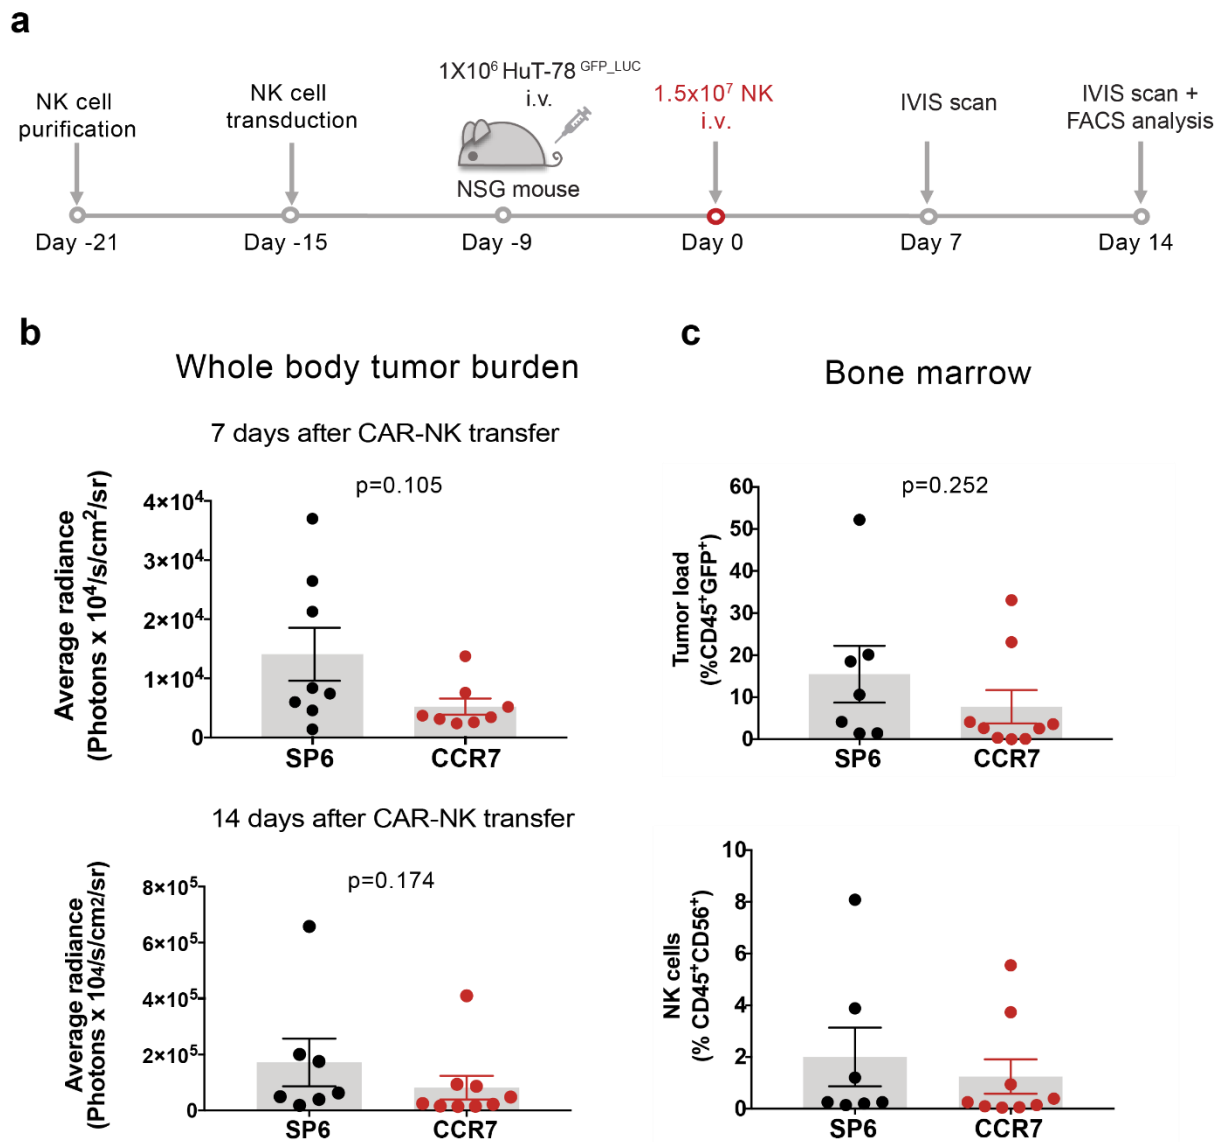 a
NK cell
purification
NK cell
transduction
1X10⁶ HuT-78 ᴳFP_LUC
i.v.
NSG mouse
1.5x10⁷ NK
i.v.
IVIS scan
IVIS scan +
FACS analysis
Day -21
Day -15
Day -9
Day 0
Day 7
Day 14
b
Whole body tumor burden
7 days after CAR-NK transfer
p=0.105
Average radiance
(Photons x 10⁴/s/cm²/sr)
4×10⁴
3×10⁴
2×10⁴
1×10⁴
0
SP6
CCR7
14 days after CAR-NK transfer
p=0.174
Average radiance
(Photons x 104/s/cm2/sr)
8×10⁵
6×10⁵
4×10⁵
2×10⁵
0
SP6
CCR7
c
Bone marrow
p=0.252
Tumor load
(%CD45⁺GFP⁺)
60
50
40
30
20
10
0
SP6
CCR7
NK cells
(% CD45⁺CD56⁺)
10
8
6
4
2
0
SP6
CCR7